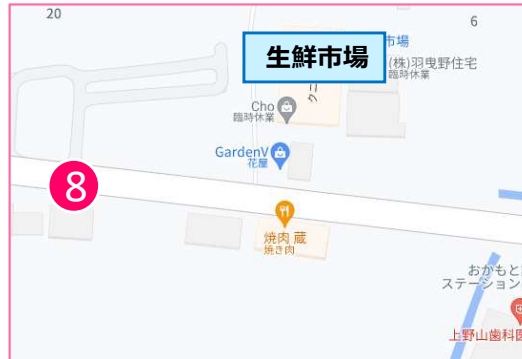 20
6
生鮮市場
市場
(株)羽曳野住宅
臨時休業
Cho
臨時休業
GardenV
花屋
8
焼肉 蔵
焼き肉
おかもと
ステーション
上野山歯科医